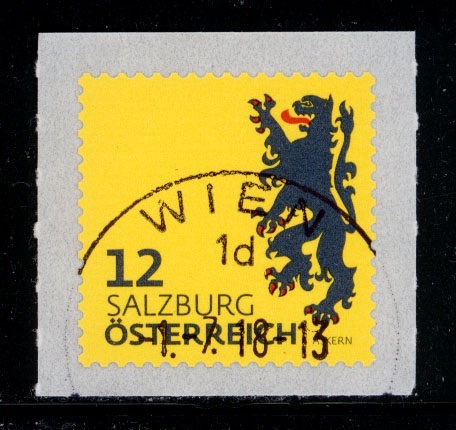 WIEN
1d
12
SALZBURG
ÖSTERREICH
1.-7.18-13